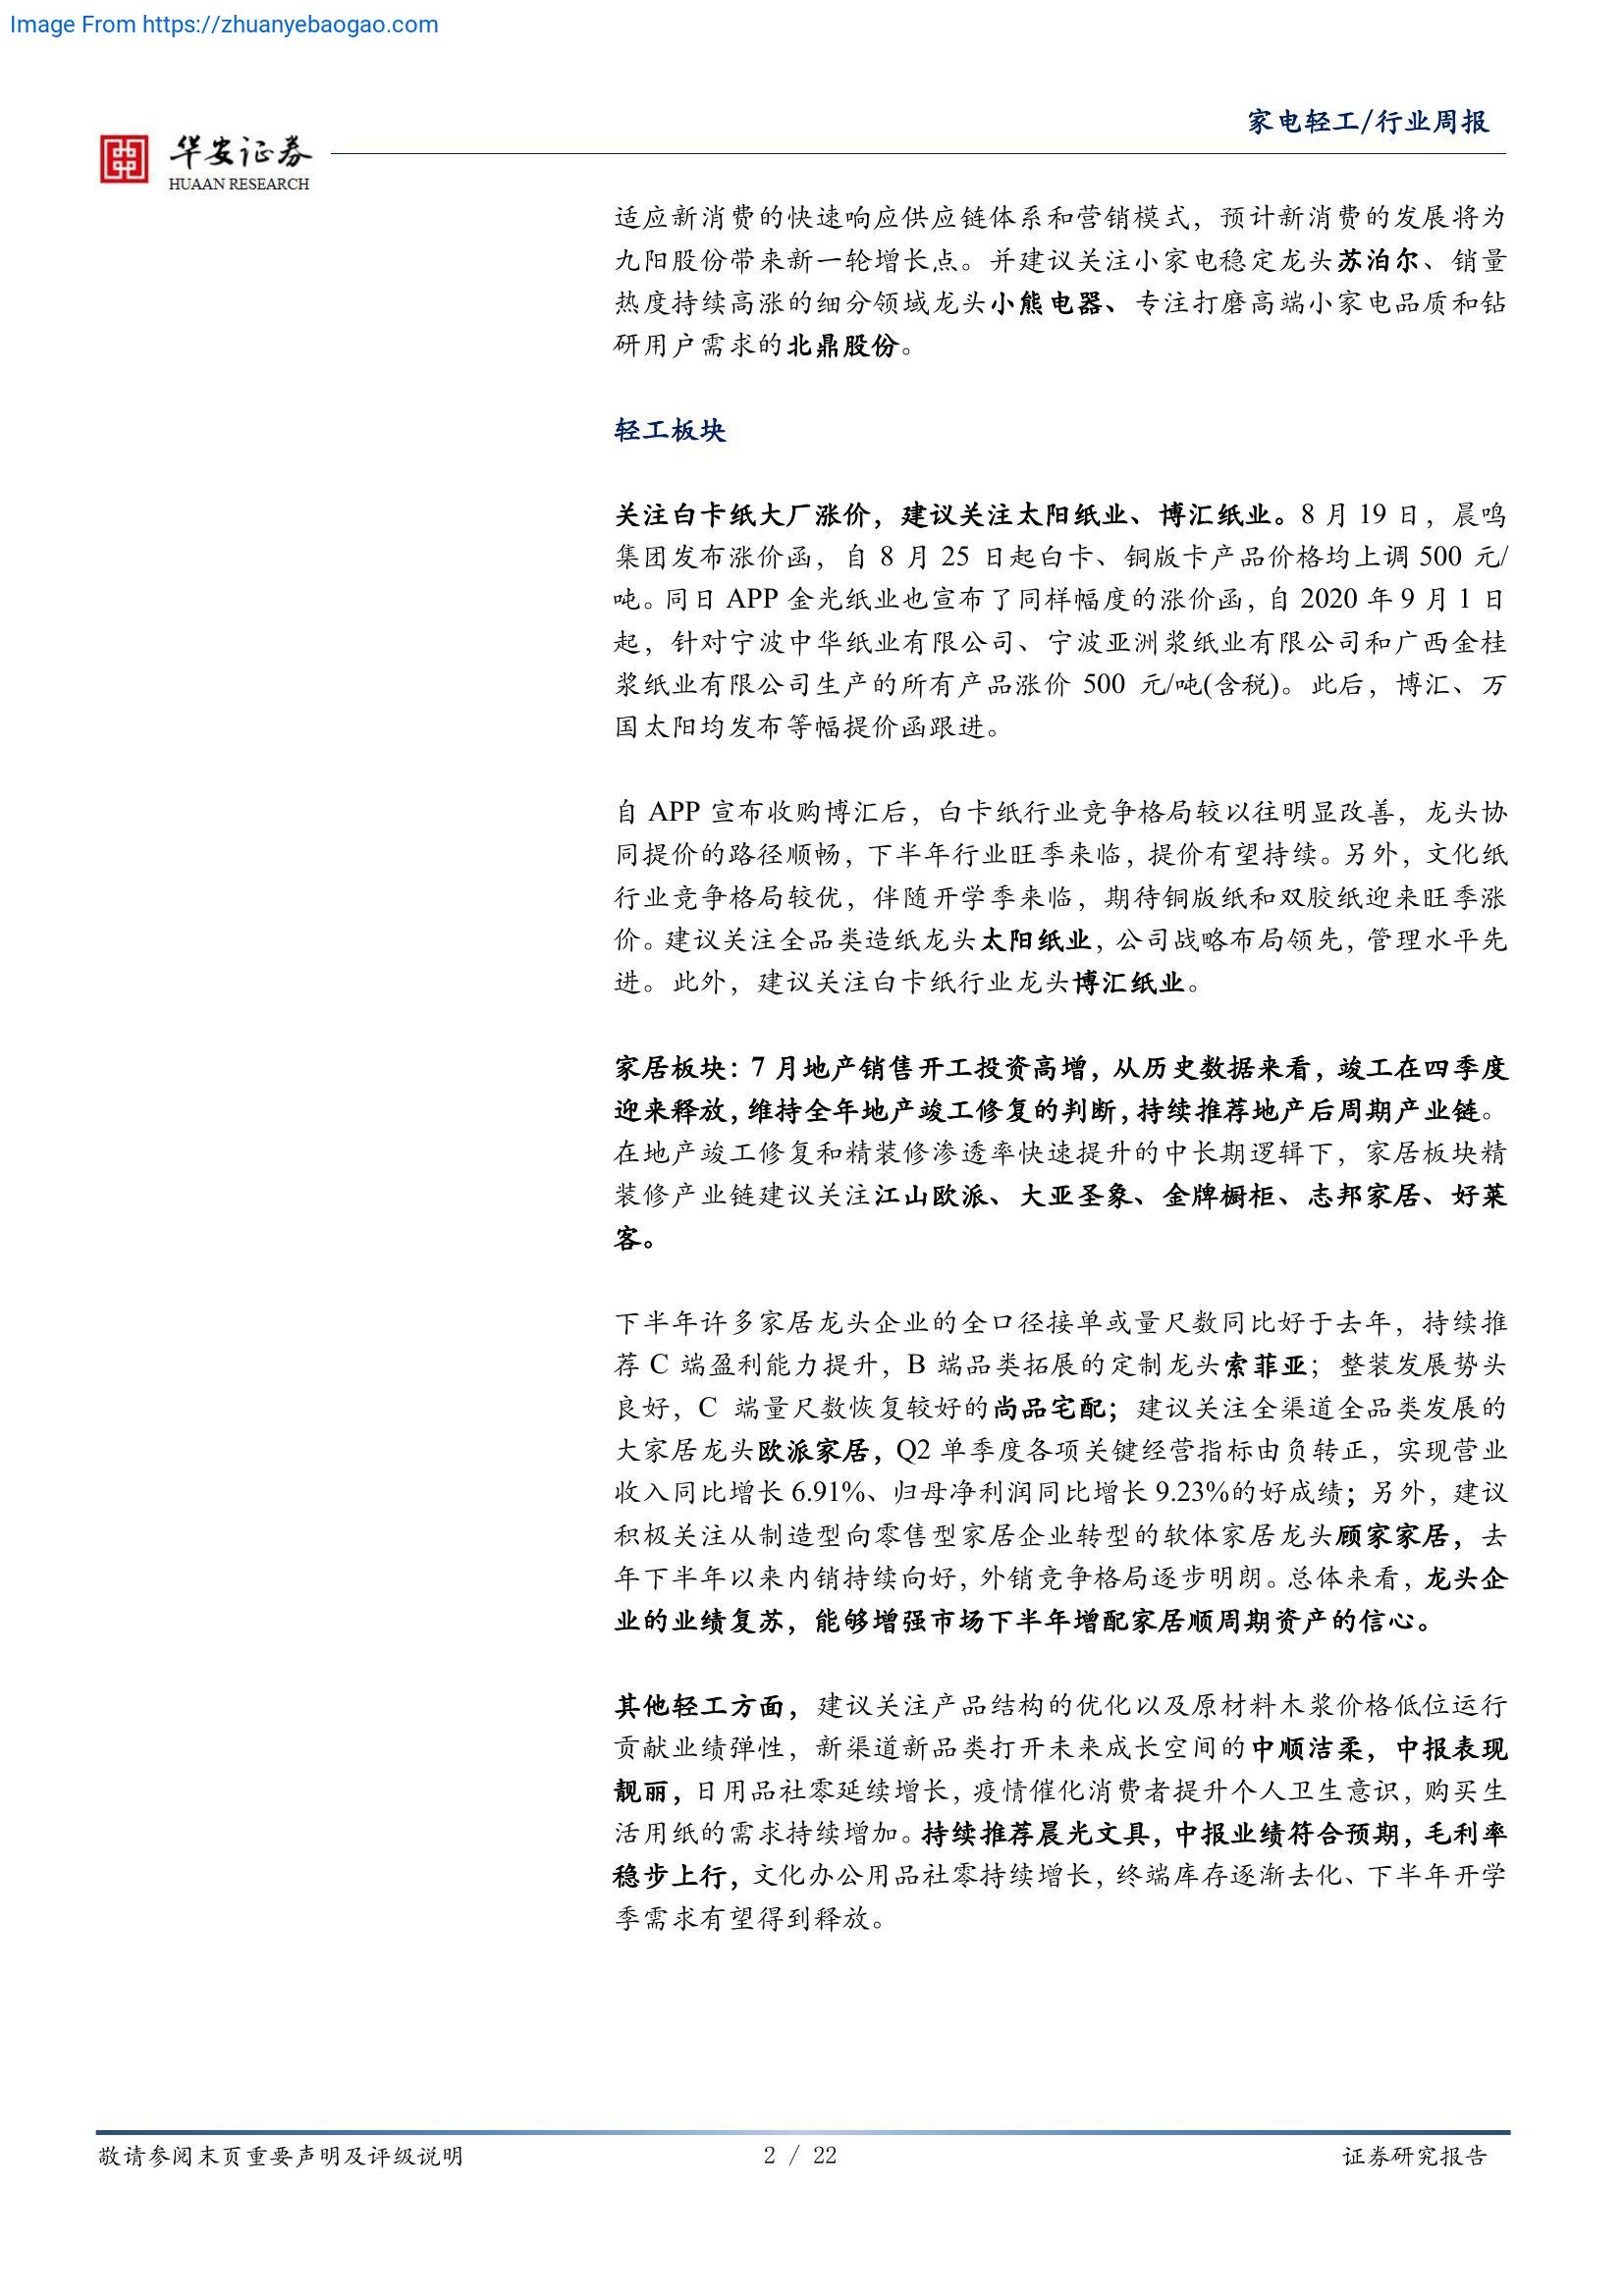 Image From https://zhuanyebaogao.com
家电轻工/行业周报
华安证券
HUAAN RESEARCH
适应新消费的快速响应供应链体系和营销模式，预计新消费的发展将为
九阳股份带来新一轮增长点。并建议关注小家电稳定龙头苏泊尔、销量
热度持续高涨的细分领域龙头小熊电器、专注打磨高端小家电品质和钻
研用户需求的北鼎股份。
轻工板块
关注白卡纸大厂涨价，建议关注太阳纸业、博汇纸业。8 月 19 日，晨鸣
集团发布涨价函，自 8 月 25 日起白卡、铜版卡产品价格均上调 500 元/
吨。同日 APP 金光纸业也宣布了同样幅度的涨价函，自 2020 年 9 月 1 日
起，针对宁波中华纸业有限公司、宁波亚洲浆纸业有限公司和广西金桂
浆纸业有限公司生产的所有产品涨价 500 元/吨(含税)。此后，博汇、万
国太阳均发布等幅提价函跟进。
自 APP 宣布收购博汇后，白卡纸行业竞争格局较以往明显改善，龙头协
同提价的路径顺畅，下半年行业旺季来临，提价有望持续。另外，文化纸
行业竞争格局较优，伴随开学季来临，期待铜版纸和双胶纸迎来旺季涨
价。建议关注全品类造纸龙头太阳纸业，公司战略布局领先，管理水平先
进。此外，建议关注白卡纸行业龙头博汇纸业。
家居板块：7 月地产销售开工投资高增，从历史数据来看，竣工在四季度
迎来释放，维持全年地产竣工修复的判断，持续推荐地产后周期产业链。
在地产竣工修复和精装修渗透率快速提升的中长期逻辑下，家居板块精
装修产业链建议关注江山欧派、大亚圣象、金牌橱柜、志邦家居、好莱
客。
下半年许多家居龙头企业的全口径接单或量尺数同比好于去年，持续推
荐 C 端盈利能力提升，B 端品类拓展的定制龙头索菲亚；整装发展势头
良好，C 端量尺数恢复较好的尚品宅配；建议关注全渠道全品类发展的
大家居龙头欧派家居，Q2 单季度各项关键经营指标由负转正，实现营业
收入同比增长 6.91%、归母净利润同比增长 9.23%的好成绩；另外，建议
积极关注从制造型向零售型家居企业转型的软体家居龙头顾家家居，去
年下半年以来内销持续向好，外销竞争格局逐步明朗。总体来看，龙头企
业的业绩复苏，能够增强市场下半年增配家居顺周期资产的信心。
其他轻工方面，建议关注产品结构的优化以及原材料木浆价格低位运行
贡献业绩弹性，新渠道新品类打开未来成长空间的中顺洁柔，中报表现
靓丽，日用品社零延续增长，疫情催化消费者提升个人卫生意识，购买生
活用纸的需求持续增加。持续推荐晨光文具，中报业绩符合预期，毛利率
稳步上行，文化办公用品社零持续增长，终端库存逐渐去化、下半年开学
季需求有望得到释放。
敬请参阅末页重要声明及评级说明
2 / 22
证券研究报告